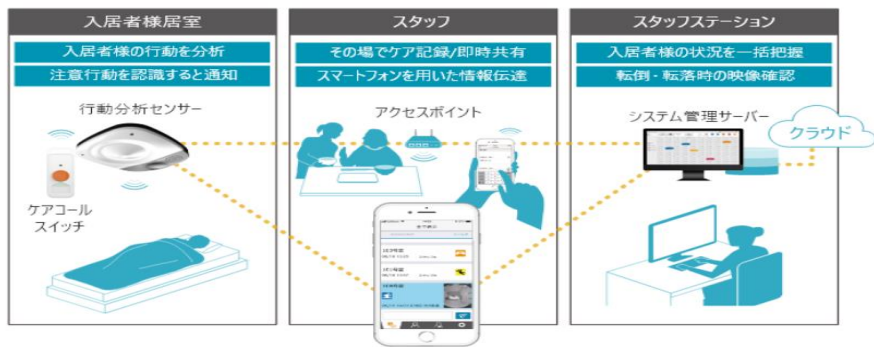 入居者様居室
入居者様の行動を分析
注意行動を認識すると通知
行動分析センサー
ケアコール
スイッチ
スタッフ
その場でケア記録/即時共有
スマートフォンを用いた情報伝達
アクセスポイント
スタッフステーション
入居者様の状況を一括把握
転倒・転落時の映像確認
システム管理サーバー
クラウド